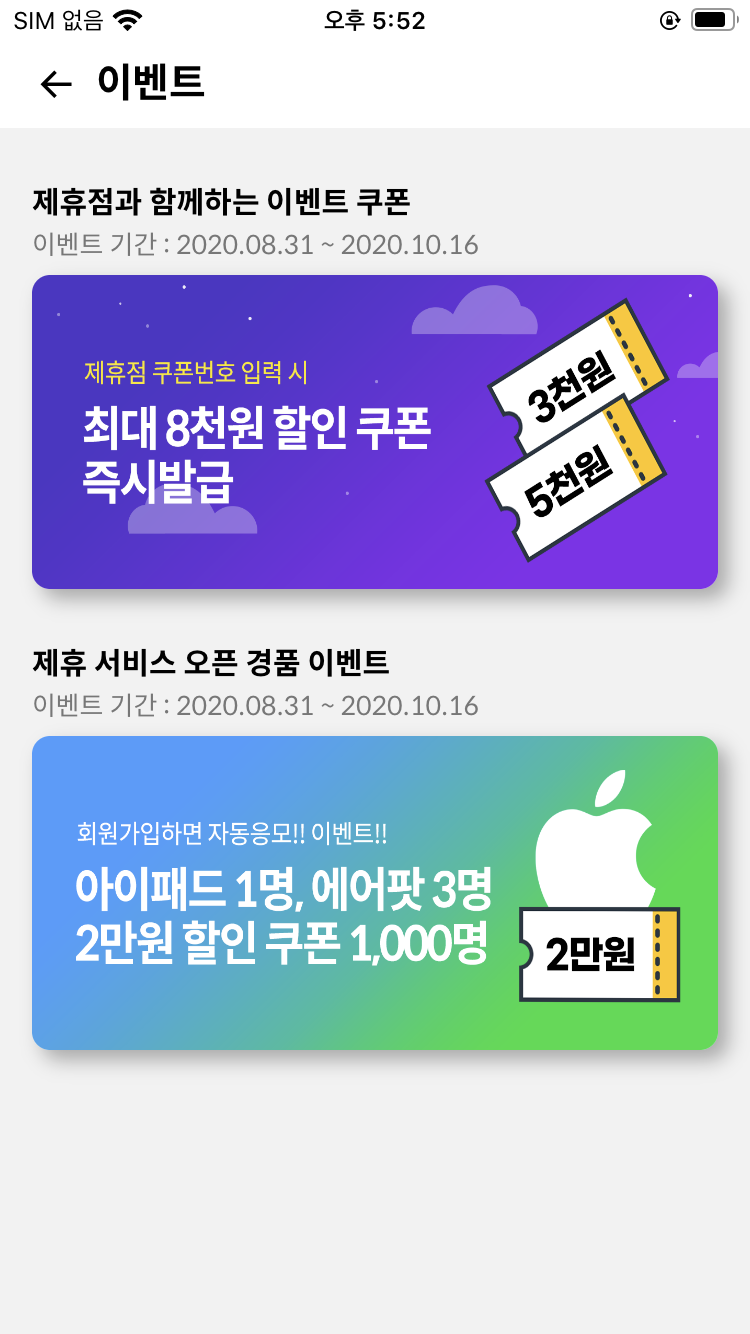 SIM 없음 오후 5:52
이벤트
제휴점과 함께하는 이벤트 쿠폰
이벤트 기간 : 2020.08.31 ~ 2020.10.16
제휴점 쿠폰번호 입력 시
최대 8천원 할인 쿠폰
즉시발급
3천원
5천원
제휴 서비스 오픈 경품 이벤트
이벤트 기간 : 2020.08.31 ~ 2020.10.16
회원가입하면 자동응모!! 이벤트!!
아이패드 1명, 에어팟 3명
2만원 할인 쿠폰 1,000명
2만원